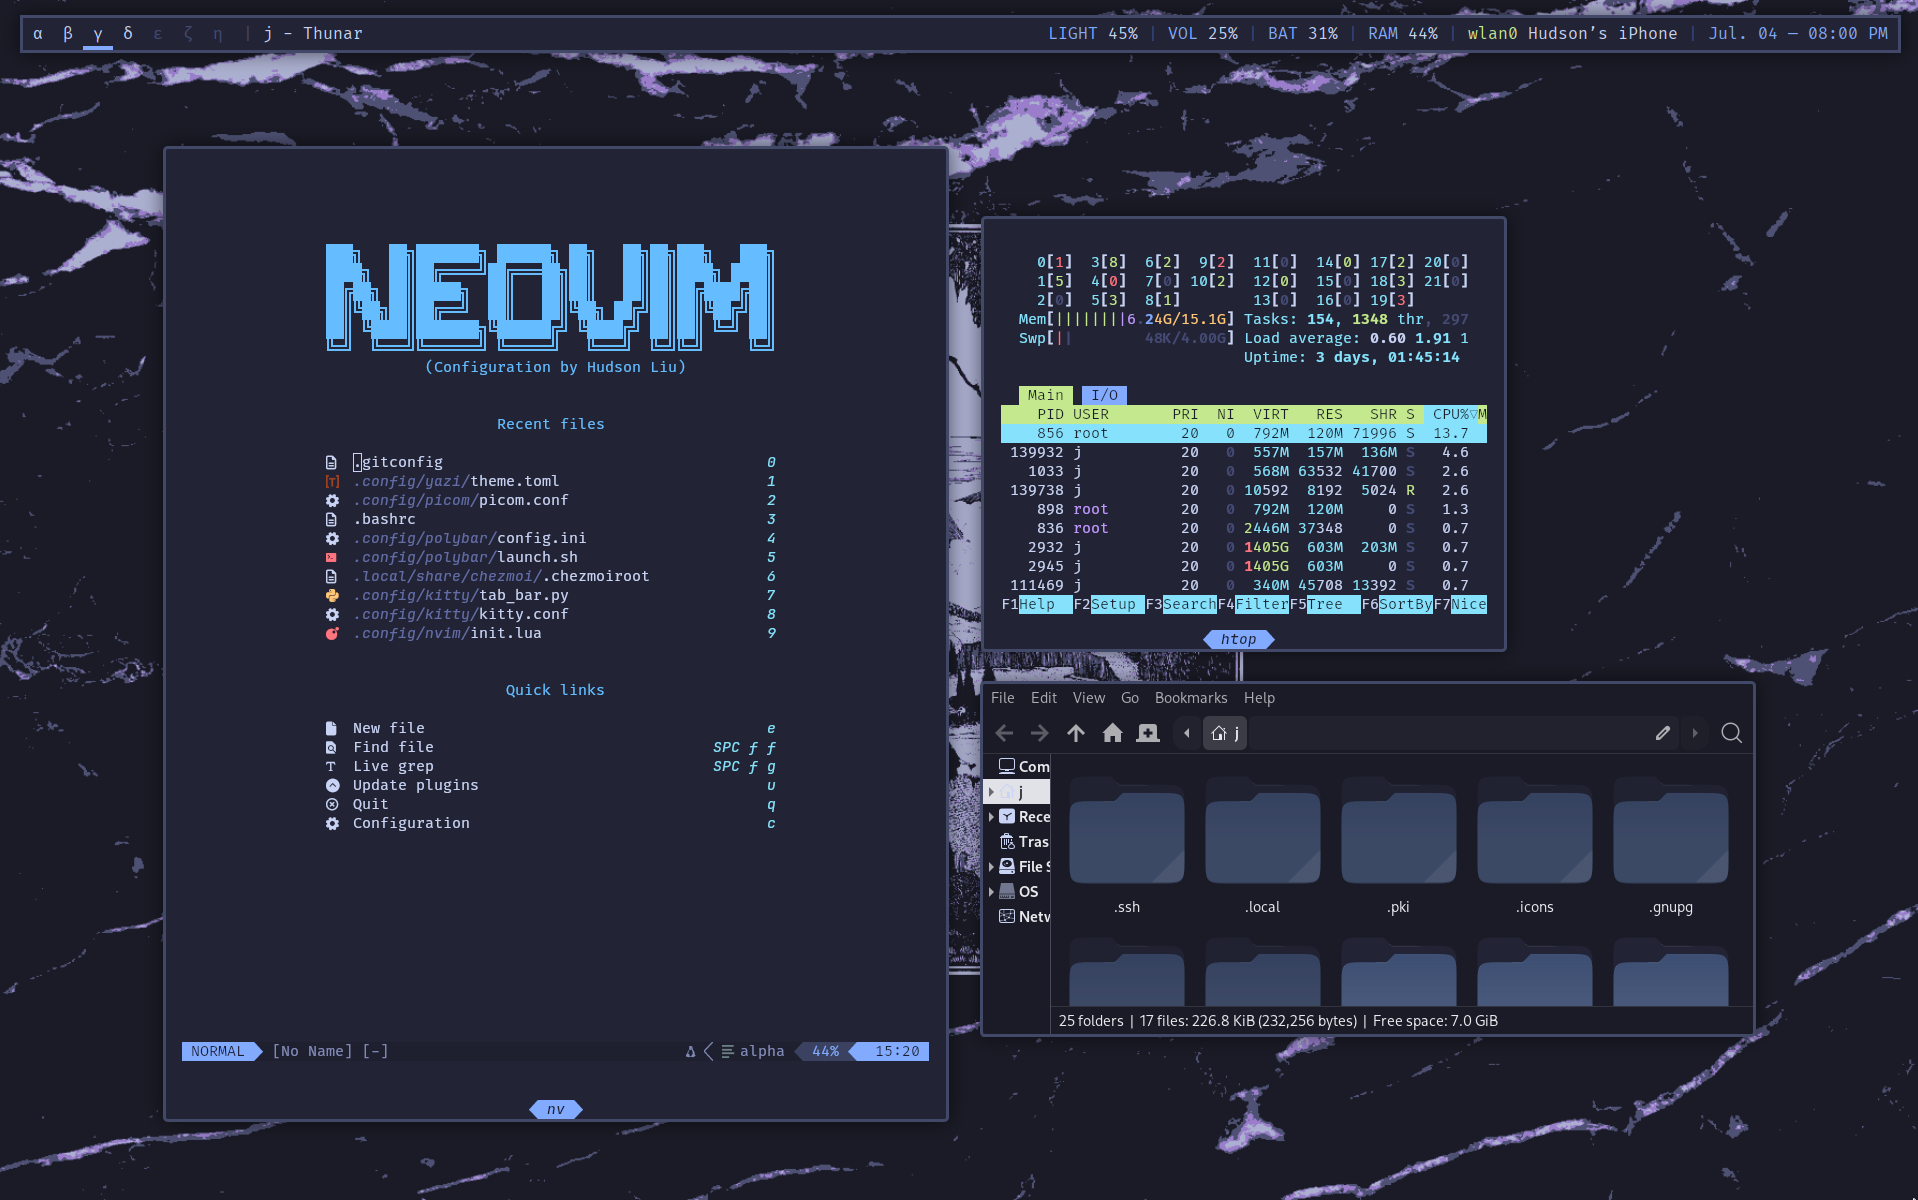 α β γ δ ε ζ η | j – Thunar
LIGHT 45% | VOL 25% | BAT 31% | RAM 44% | wlan0 Hudson’s iPhone | Jul. 04 — 08:00 PM
NEOVIM
(Configuration by Hudson Liu)
Recent files
.gitconfig 0
.config/yazi/theme.toml 1
.config/picom/picom.conf 2
.bashrc 3
.config/polybar/config.ini 4
.config/polybar/launch.sh 5
.local/share/chezmoi/.chezmoiroot 6
.config/kitty/tab_bar.py 7
.config/kitty/kitty.conf 8
.config/nvim/init.lua 9
Quick links
New file e
Find file SPC f f
Live grep SPC f g
Update plugins u
Quit q
Configuration c
NORMAL [No Name] [-] alpha 44% 15:20
nv
0[1] 3[8] 6[2] 9[2] 11[0] 14[0] 17[2] 20[0]
1[5] 4[0] 7[0] 10[2] 12[0] 15[0] 18[3] 21[0]
2[0] 5[3] 8[1] 13[0] 16[0] 19[3]
Mem[||||||||6.24G/15.1G] Tasks: 154, 1348 thr, 297
Swp[|| 48K/4.00G] Load average: 0.60 1.91 1
Uptime: 3 days, 01:45:14
Main I/O
PID USER PRI NI VIRT RES SHR S CPU%▽M
856 root 20 0 792M 120M 71996 S 13.7
139932 j 20 0 557M 157M 136M S 4.6
1033 j 20 0 568M 63532 41700 S 2.6
139738 j 20 0 10592 8192 5024 R 2.6
898 root 20 0 792M 120M 0 S 1.3
836 root 20 0 2446M 37348 0 S 0.7
2932 j 20 0 1405G 603M 203M S 0.7
2945 j 20 0 1405G 603M 0 S 0.7
111469 j 20 0 340M 45708 13392 S 0.7
F1Help F2Setup F3SearchF4FilterF5Tree F6SortByF7Nice
htop
File Edit View Go Bookmarks Help
j
Com
j
Rece
Tras
File S
OS
Netw
.ssh .local .pki .icons .gnupg
25 folders | 17 files: 226.8 KiB (232,256 bytes) | Free space: 7.0 GiB